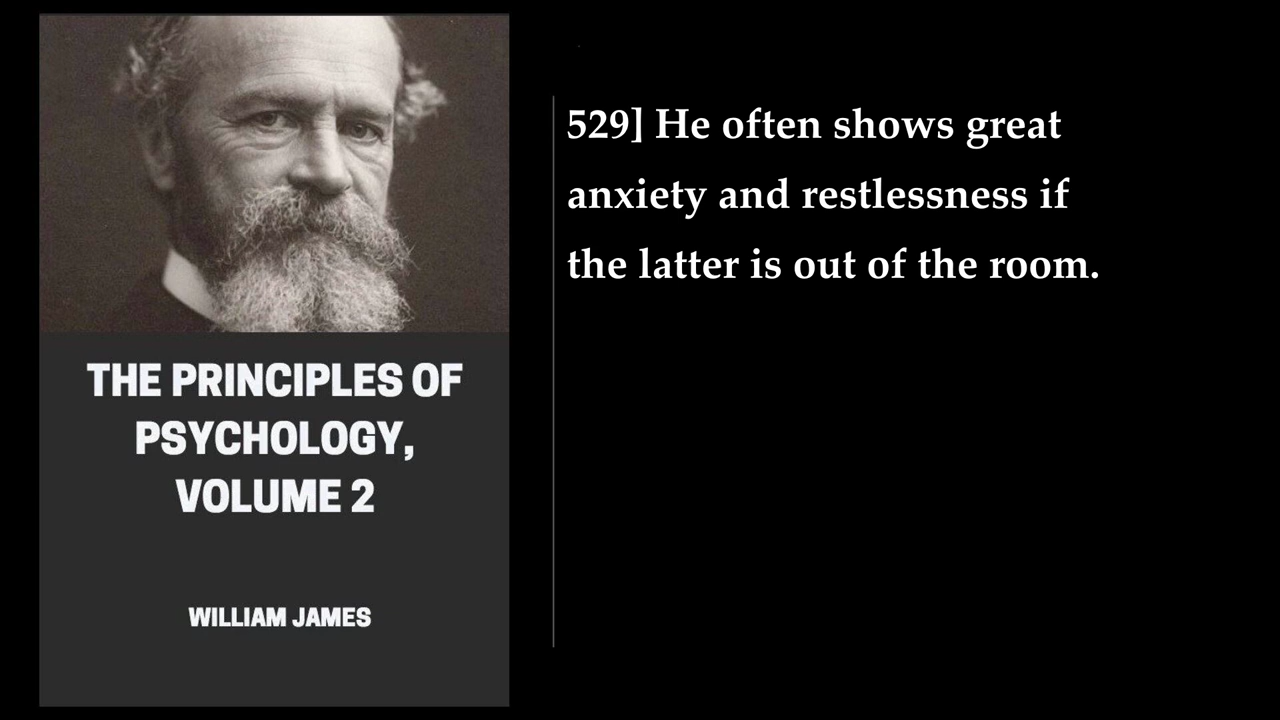 THE PRINCIPLES OF
PSYCHOLOGY,
VOLUME 2
WILLIAM JAMES
529] He often shows great
anxiety and restlessness if
the latter is out of the room.